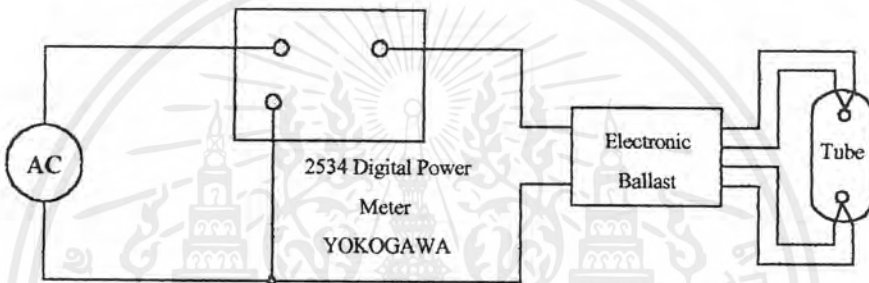 AC
2534 Digital Power
Meter
YOKOGAWA
Electronic
Ballast
Tube